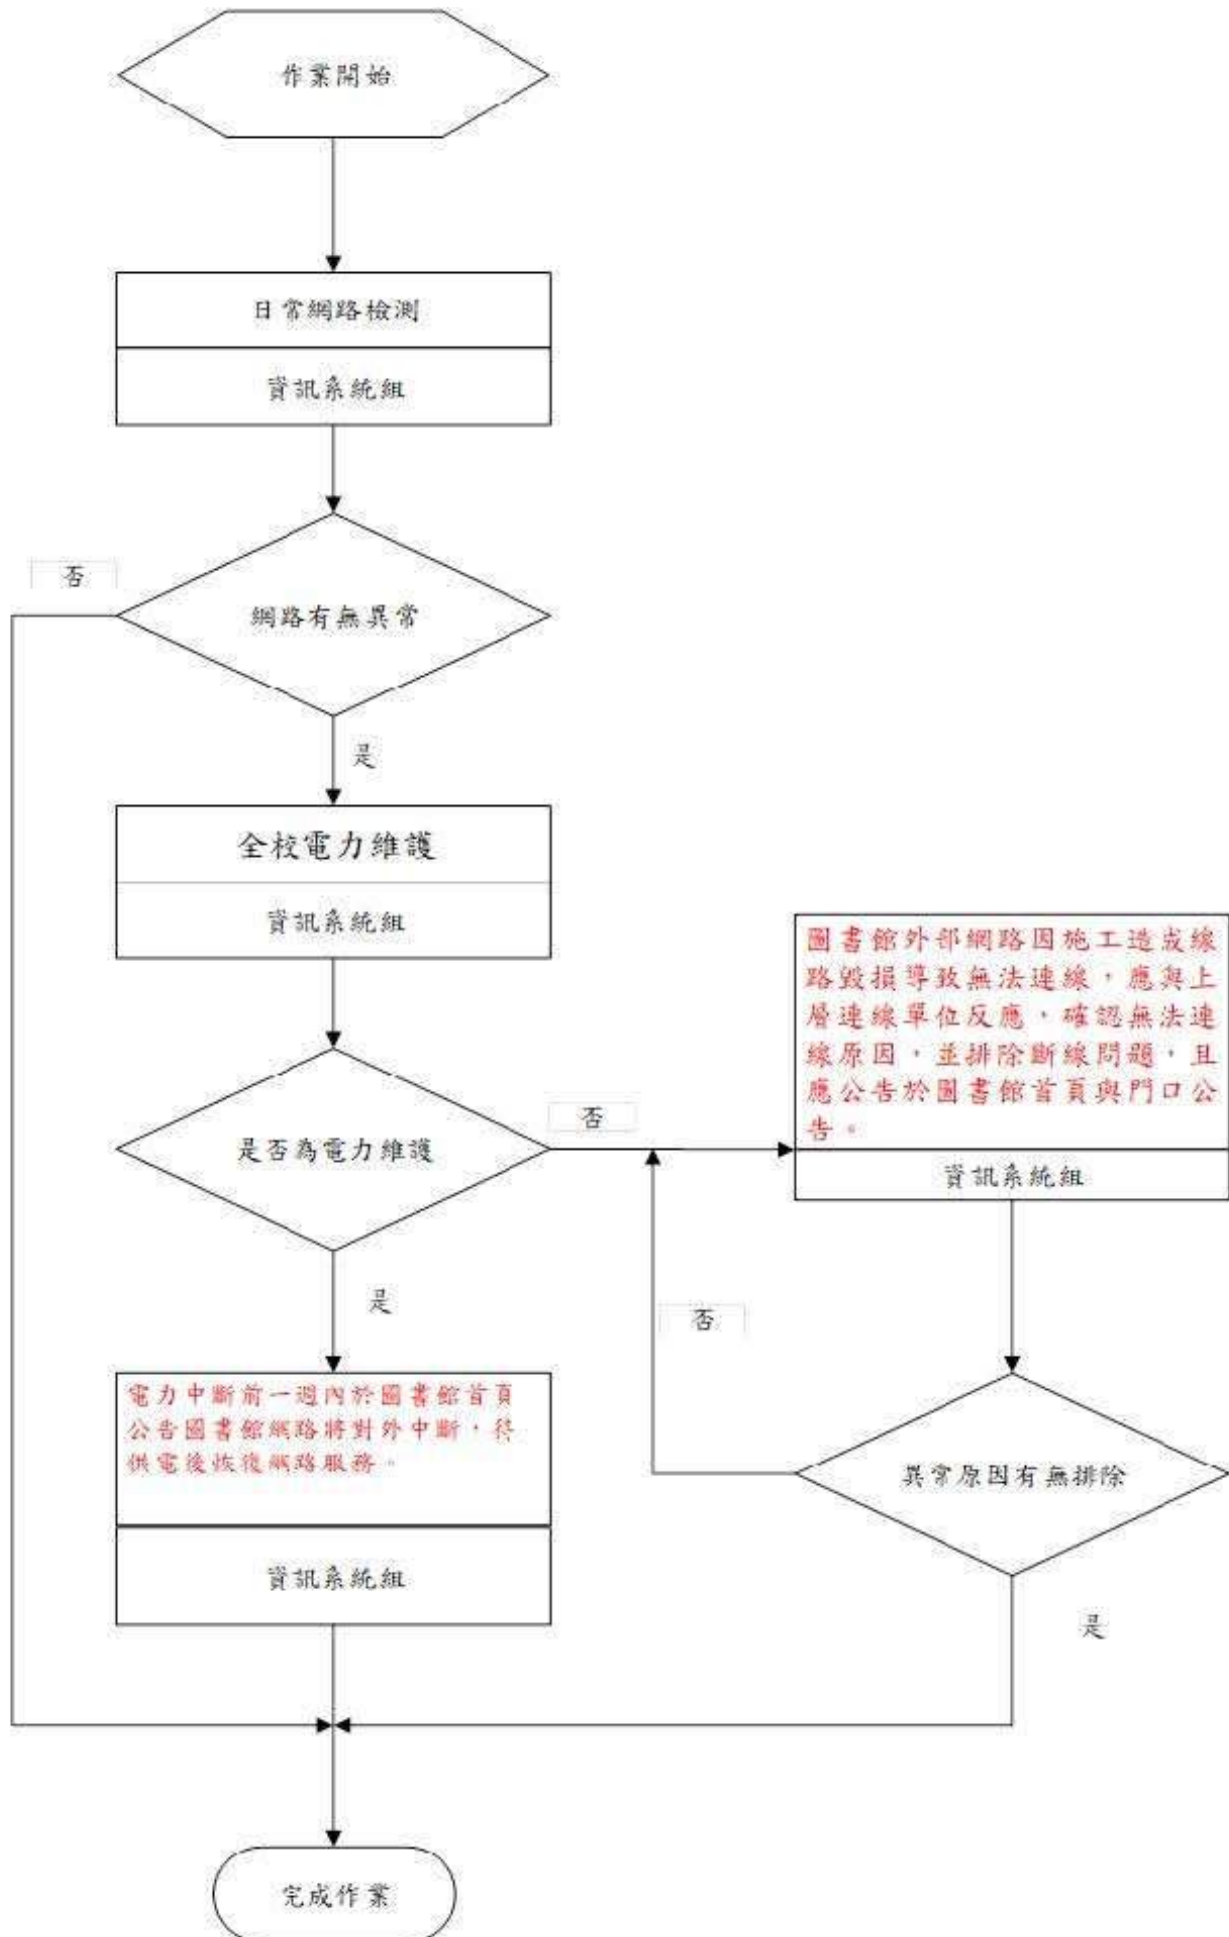 作業開始
日常網路檢測
資訊系統組
否
網路有無異常
是
全校電力維護
資訊系統組
圖書館外部網路因施工造成線
路毀損導致無法連線，應與上
層連線單位反應，確認無法連
線原因，並排除斷線問題，且
應公告於圖書館首頁與門口公
告。
資訊系統組
否
是否為電力維護
是
否
電力中斷前一週內於圖書館首頁
公告圖書館網路將對外中斷，待
供電後恢復網路服務。
資訊系統組
異常原因有無排除
是
完成作業